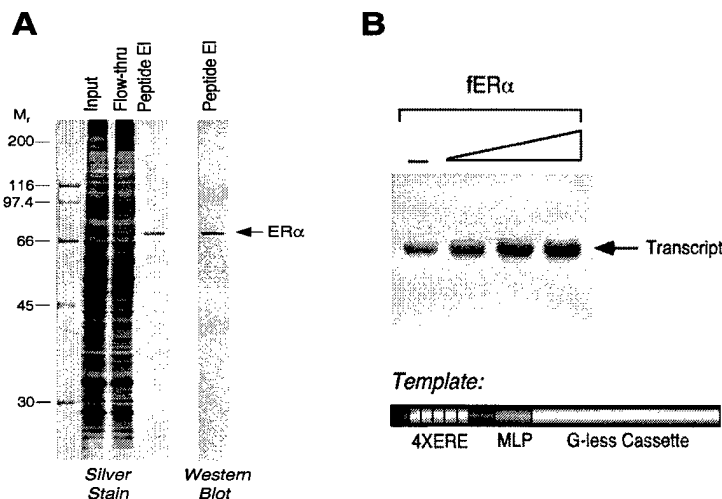 A
Input
Flow-thru
Peptide El
Peptide El
Mr
200
116
97.4
66
45
30
ERα
Silver Stain
Western Blot
B
fERα
–
Transcript
Template:
4XERE
MLP
G-less Cassette